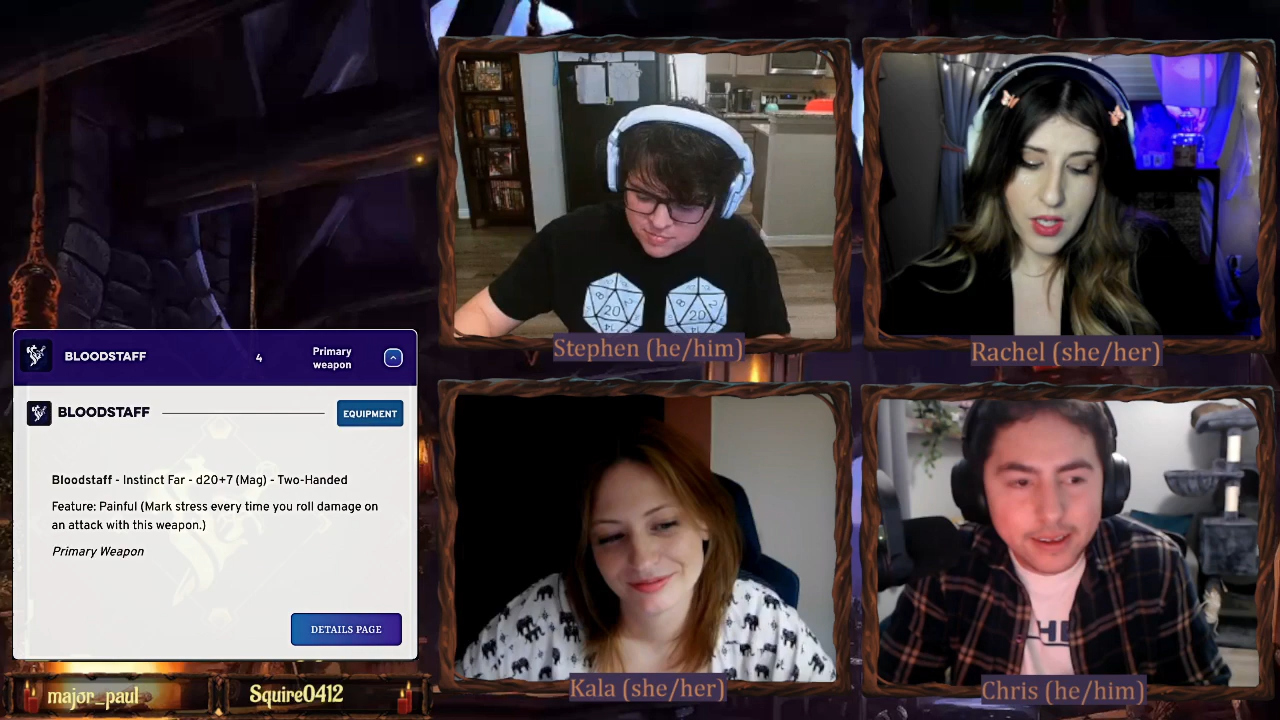 Stephen (he/him)
Rachel (she/her)
BLOODSTAFF
4
Primary
weapon
BLOODSTAFF
EQUIPMENT
Bloodstaff - Instinct Far - d20+7 (Mag) - Two-Handed
Feature: Painful (Mark stress every time you roll damage on
an attack with this weapon.)
Primary Weapon
DETAILS PAGE
Kala (she/her)
Chris (he/him)
major_paul
Squire0412
20
20